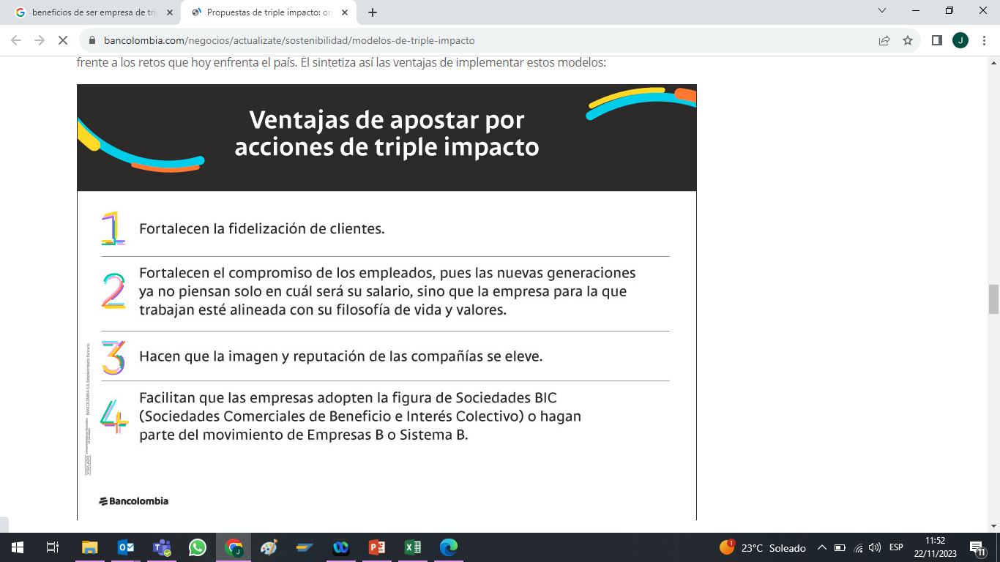 beneficios de ser empresa de tri
Propuestas de triple impacto: or
bancolombia.com/negocios/actualizate/sostenibilidad/modelos-de-triple-impacto
J
frente a los retos que hoy enfrenta el país. Él sintetiza así las ventajas de implementar estos modelos:
Ventajas de apostar por
acciones de triple impacto
1
Fortalecen la fidelización de clientes.
2
Fortalecen el compromiso de los empleados, pues las nuevas generaciones
ya no piensan solo en cuál será su salario, sino que la empresa para la que
trabajan esté alineada con su filosofía de vida y valores.
3
Hacen que la imagen y reputación de las compañías se eleve.
4
Facilitan que las empresas adopten la figura de Sociedades BIC
(Sociedades Comerciales de Beneficio e Interés Colectivo) o hagan
parte del movimiento de Empresas B o Sistema B.
BANCOLOMBIA S.A. Establecimiento Bancario
VIGILADO
Bancolombia
1
23°C Soleado
ESP
11:52
22/11/2023
11